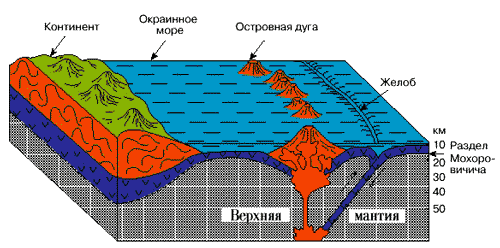 Континент
Окраинное
море
Островная дуга
Желоб
км
10
20
30
40
50
Раздел
Мохоро-
вичича
Верхняя мантия